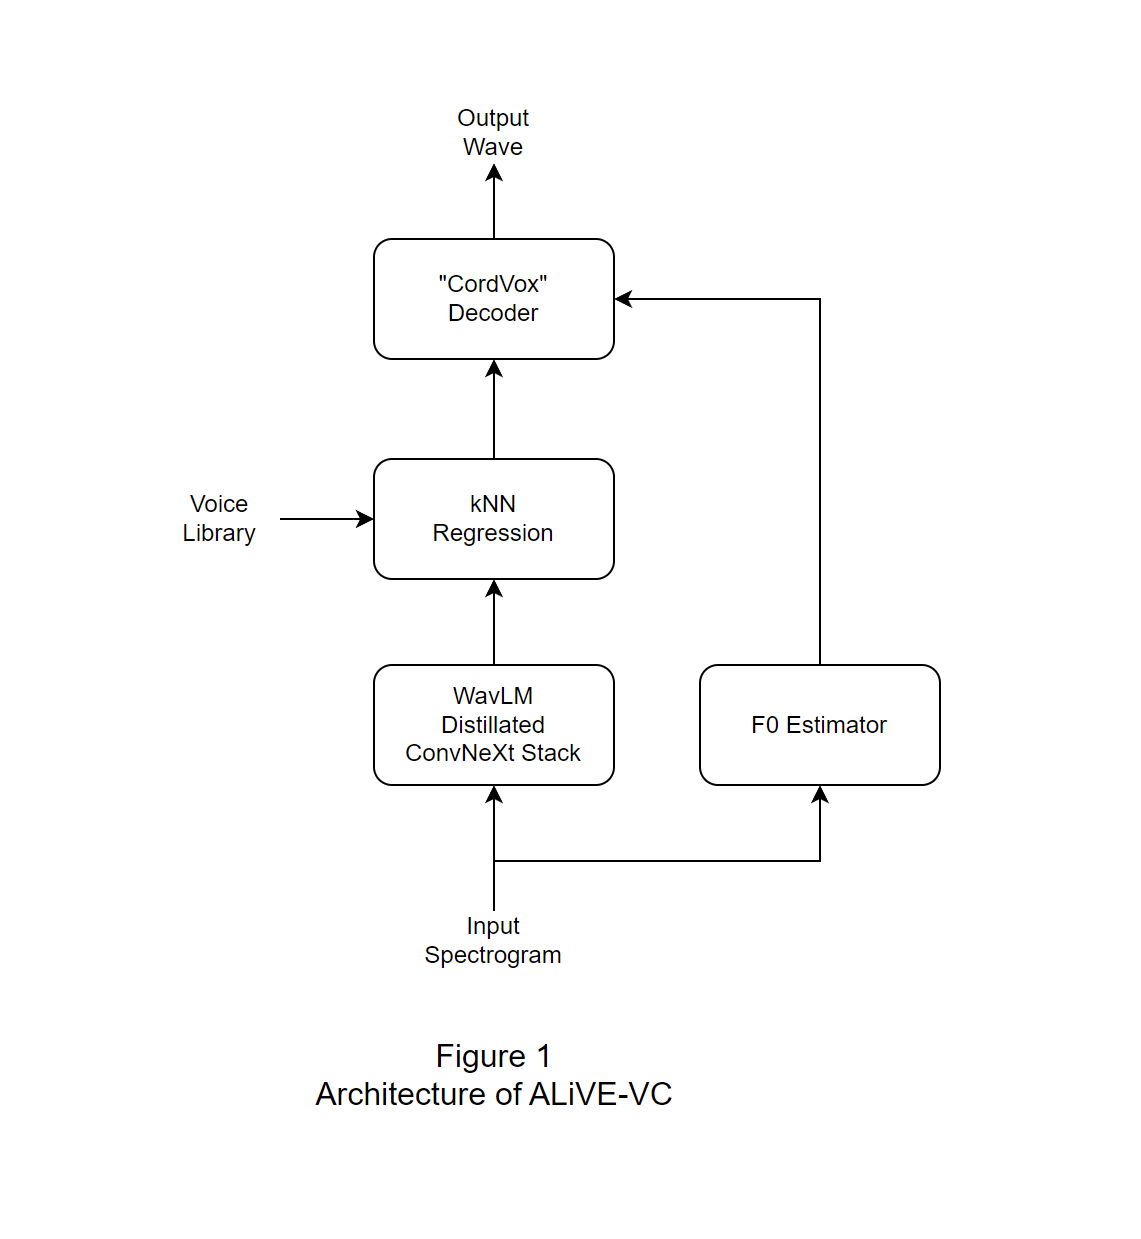 Output
Wave
"CordVox"
Decoder
Voice
Library
kNN
Regression
WavLM
Distillated
ConvNeXt Stack
F0 Estimator
Input
Spectrogram
Figure 1
Architecture of ALiVE-VC